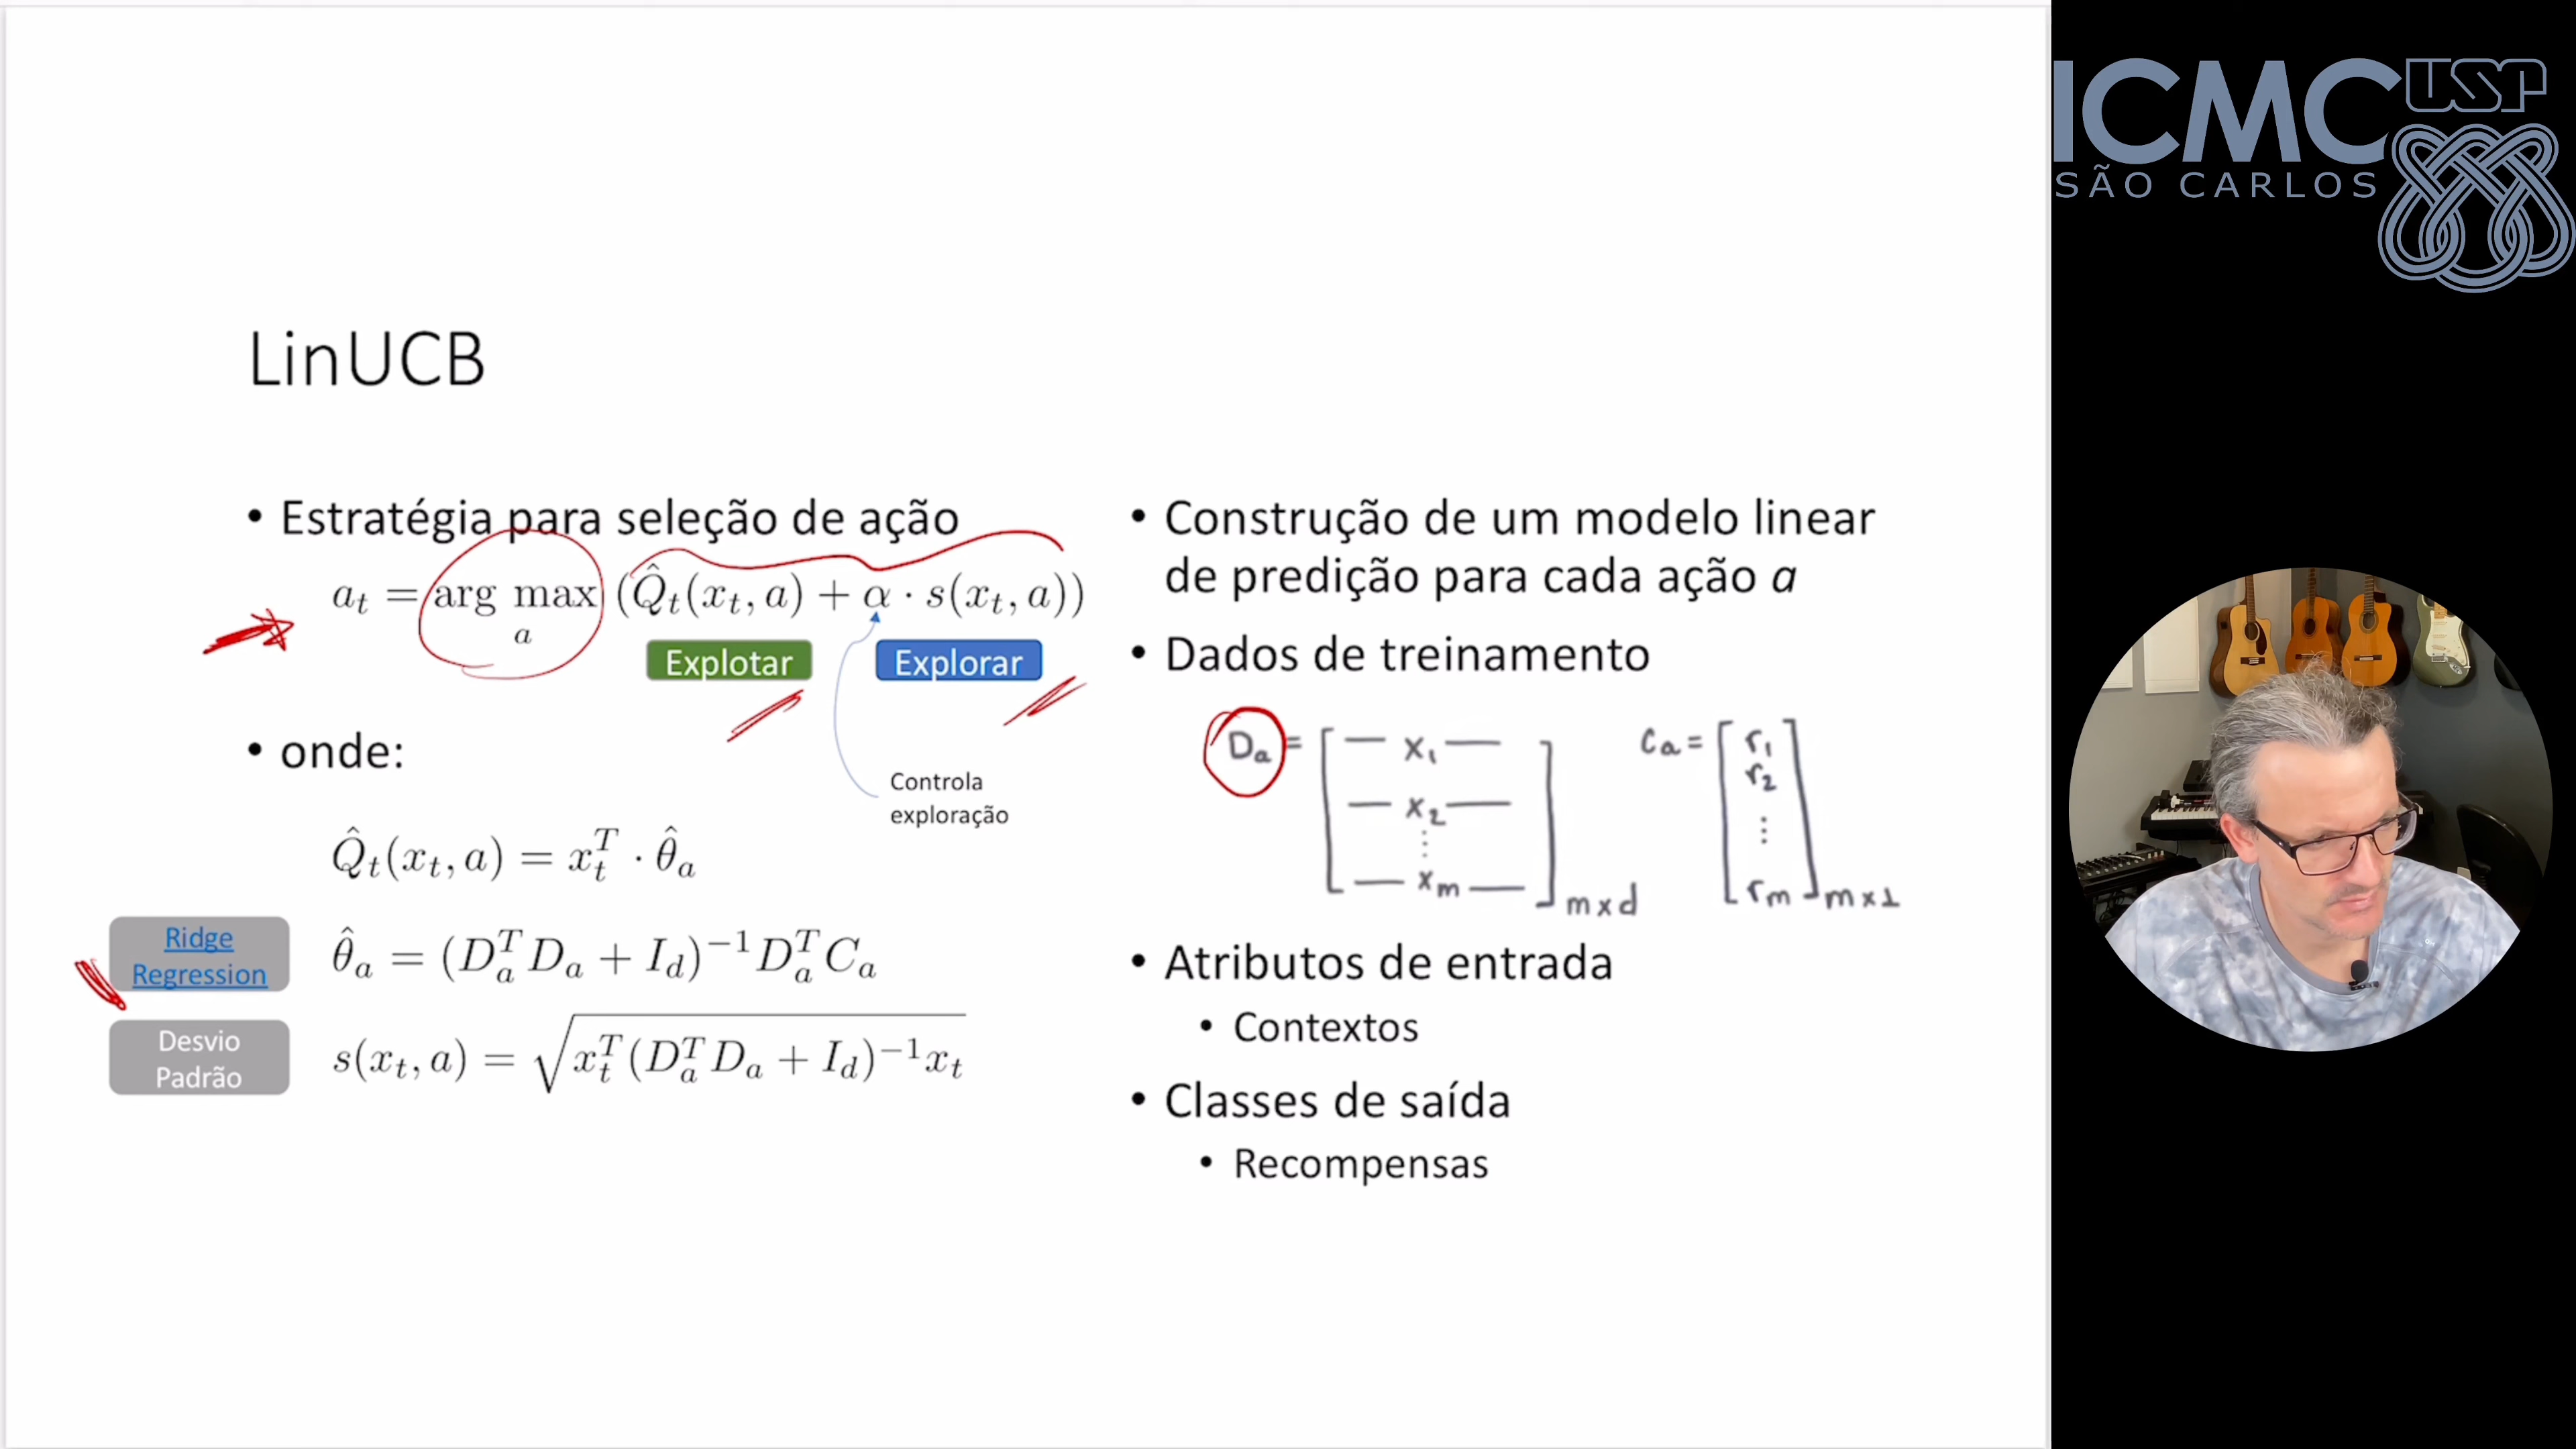 LinUCB
• Estratégia para seleção de ação
a_t = arg max_a (Q̂_t(x_t, a) + α · s(x_t, a))
Explotar
Explorar
Controla
exploração
• onde:
Q̂_t(x_t, a) = x_t^T · θ̂_a
Ridge
Regression
θ̂_a = (D_a^T D_a + I_d)^{-1} D_a^T C_a
Desvio
Padrão
s(x_t, a) = √(x_t^T (D_a^T D_a + I_d)^{-1} x_t)
• Construção de um modelo linear
de predição para cada ação a
• Dados de treinamento
D_a = [ — x_1 —
— x_2 —
⋮
— x_m — ] m x d
C_a = [ r_1
r_2
⋮
r_m ] m x 1
• Atributos de entrada
• Contextos
• Classes de saída
• Recompensas
ICMC USP
SÃO CARLOS